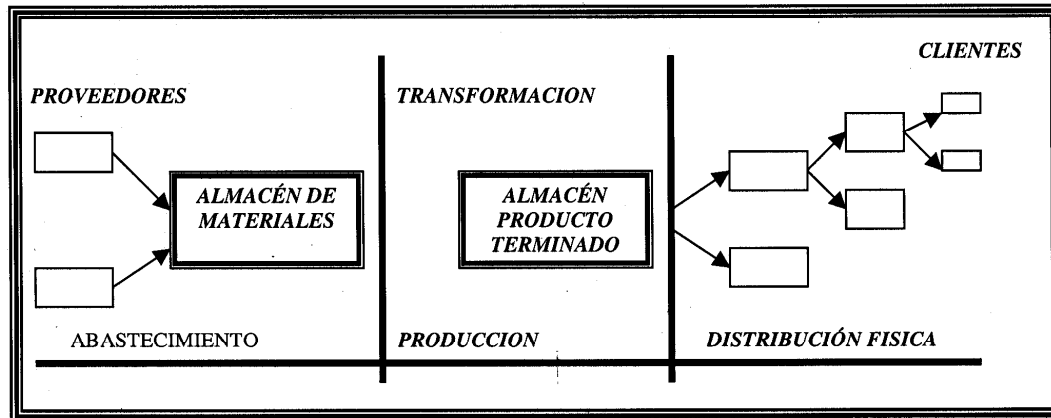 CLIENTES
PROVEEDORES
TRANSFORMACION
ALMACÉN DE
MATERIALES
ALMACÉN
PRODUCTO
TERMINADO
ABASTECIMIENTO
PRODUCCION
DISTRIBUCIÓN FISICA